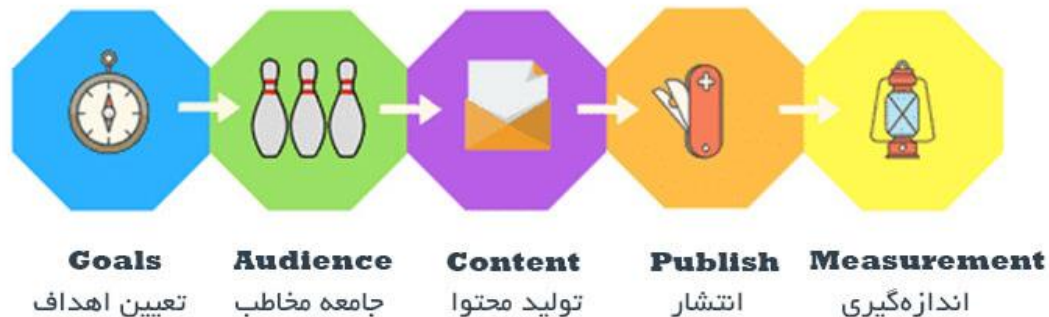 Goals Audience Content Publish Measurement
تعیین اهداف جامعه مخاطب تولید محتوا انتشار اندازه‌گیری